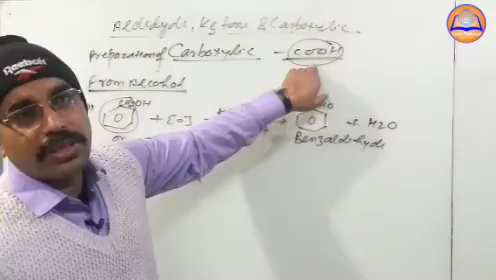 Aldehyde, Ketone & Carboxylic
Preparation of Carboxylic - COOH
From Alcohol
+ [O] + H2O
Benzaldehyde
Reebok